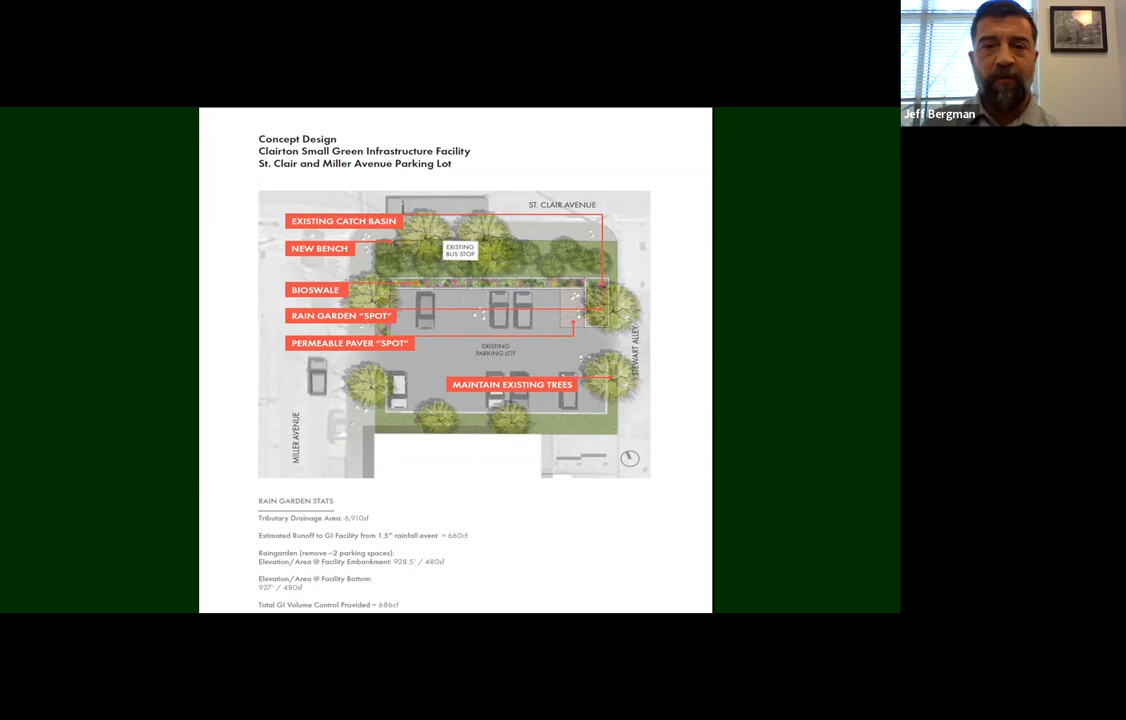 Jeff Bergman
Concept Design
Clairton Small Green Infrastructure Facility
St. Clair and Miller Avenue Parking Lot
ST. CLAIR AVENUE
EXISTING CATCH BASIN
NEW BENCH
EXISTING
BUS STOP
BIOSWALE
RAIN GARDEN “SPOT”
PERMEABLE PAVER “SPOT”
EXISTING
PARKING LOT
STEWART ALLEY
MAINTAIN EXISTING TREES
MILLER AVENUE
RAIN GARDEN STATS
Tributary Drainage Area: 6,910sf
Estimated Runoff to GI Facility from 1.5” rainfall event = 660cf
Raingarden (remove ~2 parking spaces):
Elevation/Area @ Facility Embankment: 928.5’ / 480sf
Elevation/Area @ Facility Bottom:
927’ / 480sf
Total GI Volume Control Provided = 686cf